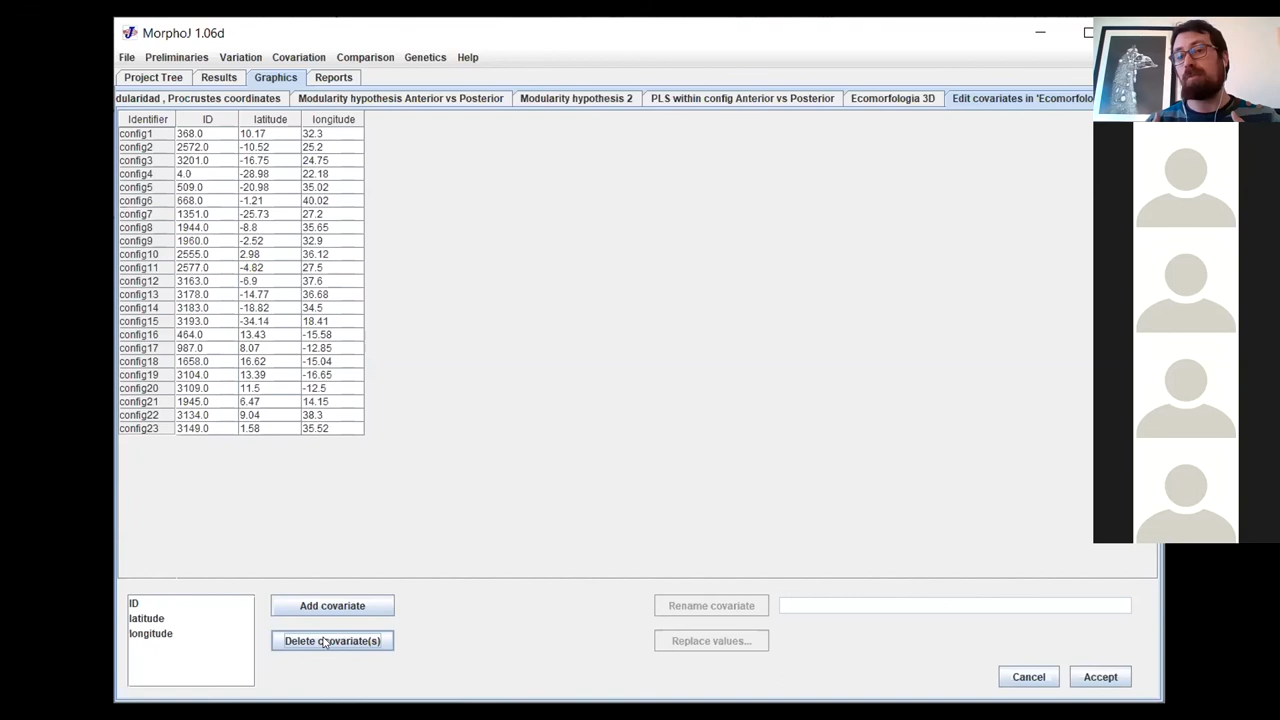 MorphoJ 1.06d
File Preliminaries Variation Covariation Comparison Genetics Help
Project Tree Results Graphics Reports
dularidad , Procrustes coordinates Modularity hypothesis Anterior vs Posterior Modularity hypothesis 2 PLS within config Anterior vs Posterior Ecomorfologia 3D Edit covariates in 'Ecomorfolo
Identifier ID latitude longitude
config1 368.0 10.17 32.3
config2 2572.0 -10.52 25.2
config3 3201.0 -16.75 24.75
config4 4.0 -28.98 22.18
config5 509.0 -20.98 35.02
config6 668.0 -1.21 40.02
config7 1351.0 -25.73 27.2
config8 1944.0 -8.8 35.65
config9 1960.0 -2.52 32.9
config10 2555.0 2.98 36.12
config11 2577.0 -4.82 27.5
config12 3163.0 -6.9 37.6
config13 3178.0 -14.77 36.68
config14 3183.0 -18.82 34.5
config15 3193.0 -34.14 18.41
config16 464.0 13.43 -15.58
config17 987.0 8.07 -12.85
config18 1658.0 16.62 -15.04
config19 3104.0 13.39 -16.65
config20 3109.0 11.5 -12.5
config21 1945.0 6.47 14.15
config22 3134.0 9.04 38.3
config23 3149.0 1.58 35.52
ID
latitude
longitude
Add covariate
Delete covariate(s)
Rename covariate
Replace values...
Cancel Accept